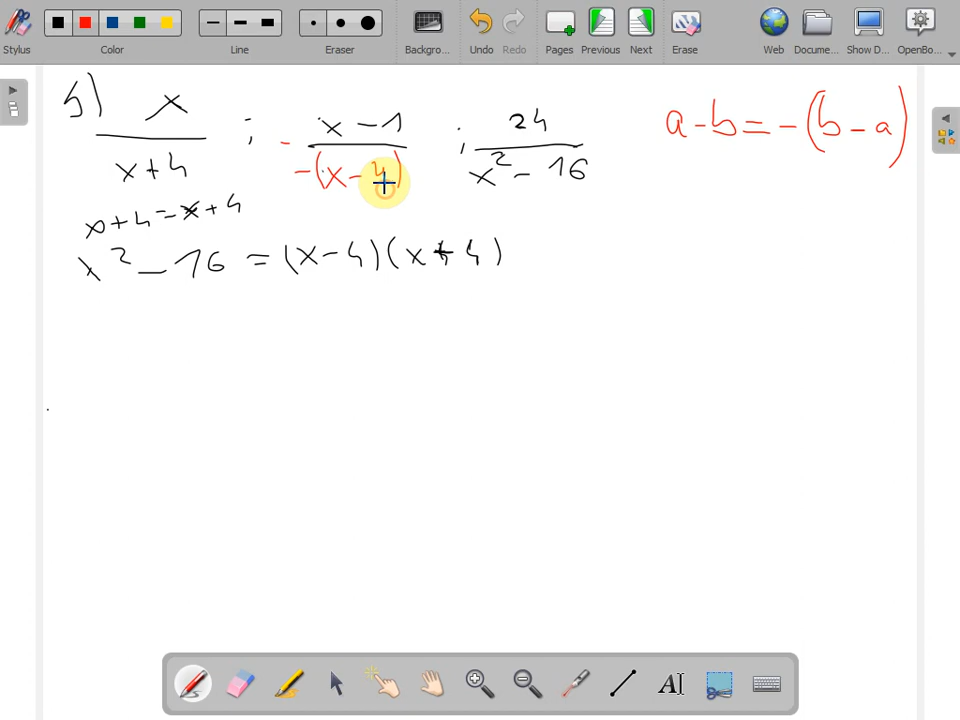 Stylus Color Line Eraser Backgro... Undo Redo Pages Previous Next Erase Web Docume... Show D... OpenBo...
5) x/(x+4) ; - (x-1)/(-(x-4)) ; 24/(x²-16) a-b=-(b-a)
x+4=x+4
x²-16=(x-4)(x+4)